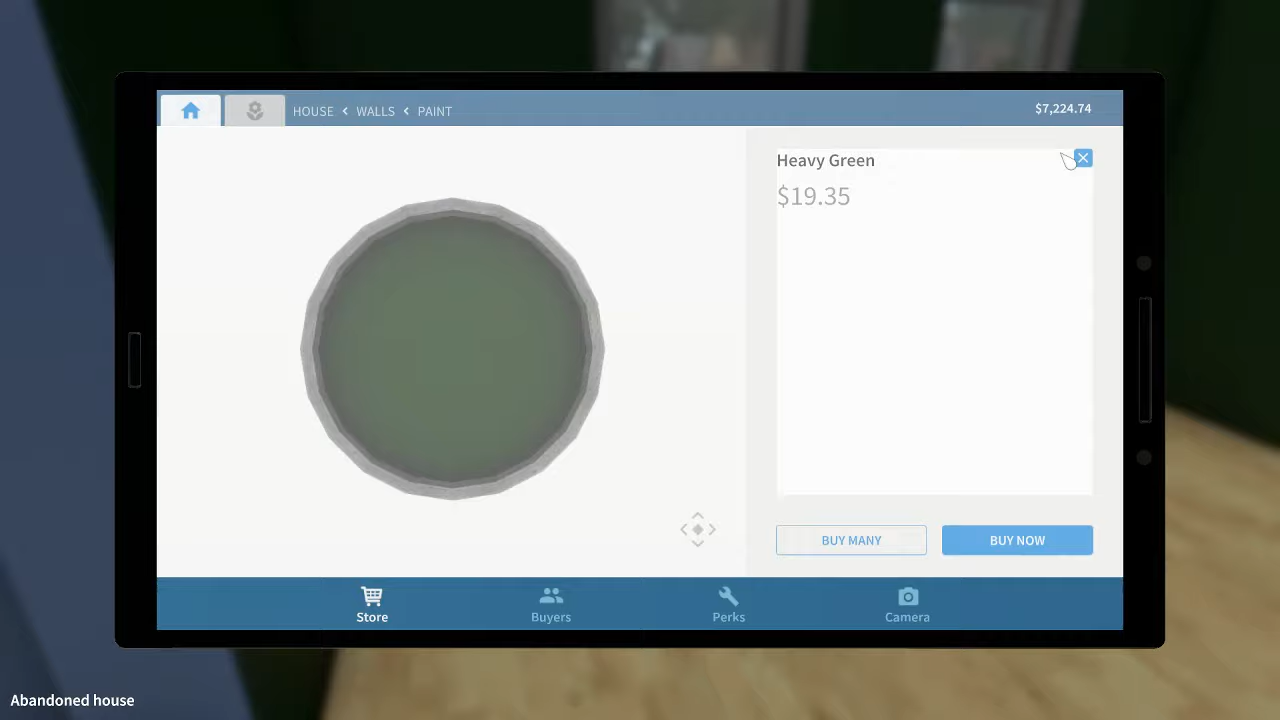 HOUSE < WALLS < PAINT
$7,224.74
Heavy Green
$19.35
BUY MANY
BUY NOW
Store
Buyers
Perks
Camera
Abandoned house